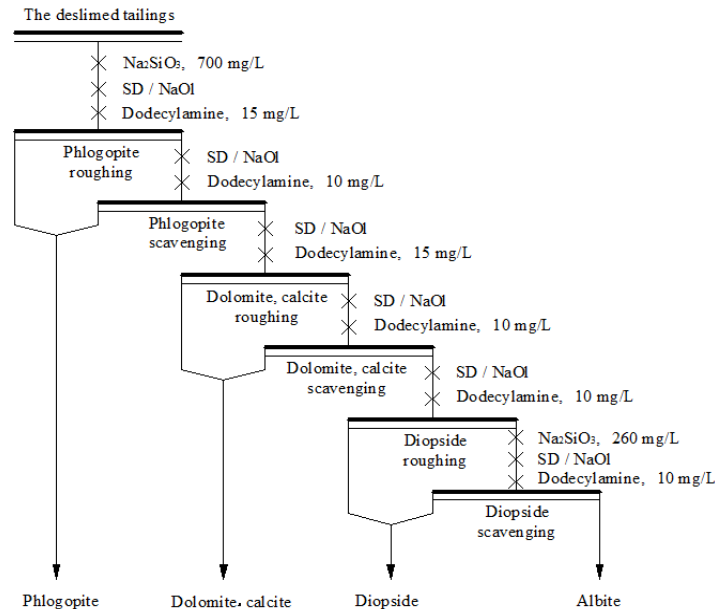 The deslimed tailings
Na₂SiO₃, 700 mg/L
SD / NaOl
Dodecylamine, 15 mg/L
Phlogopite
roughing
SD / NaOl
Dodecylamine, 10 mg/L
Phlogopite
scavenging
SD / NaOl
Dodecylamine, 15 mg/L
Dolomite, calcite
roughing
SD / NaOl
Dodecylamine, 10 mg/L
Dolomite, calcite
scavenging
SD / NaOl
Dodecylamine, 10 mg/L
Diopside
roughing
Na₂SiO₃, 260 mg/L
SD / NaOl
Dodecylamine, 10 mg/L
Diopside
scavenging
Phlogopite
Dolomite, calcite
Diopside
Albite